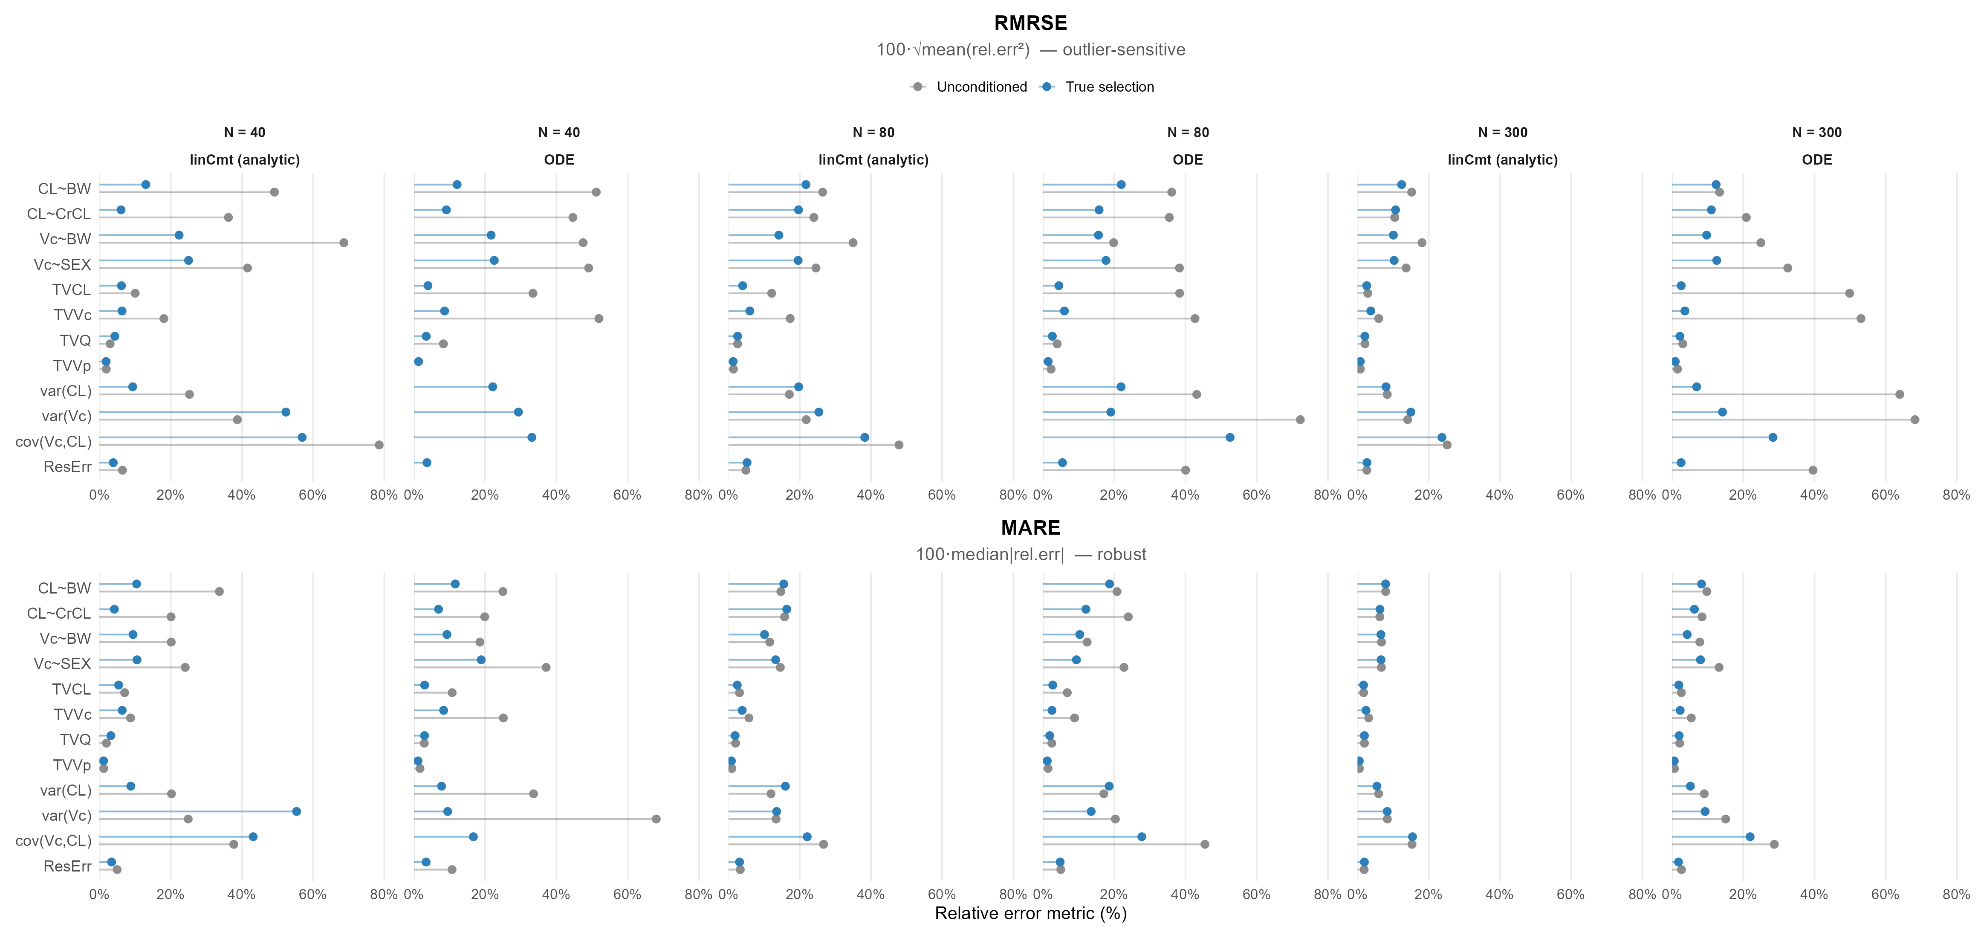 RMRSE
100·√mean(rel.err²) — outlier-sensitive
Unconditioned True selection
N = 40 N = 40 N = 80 N = 80 N = 300 N = 300
linCmt (analytic) ODE linCmt (analytic) ODE linCmt (analytic) ODE
CL~BW
CL~CrCL
Vc~BW
Vc~SEX
TVCL
TVVc
TVQ
TVVp
var(CL)
var(Vc)
cov(Vc,CL)
ResErr
0% 20% 40% 60% 80% 0% 20% 40% 60% 80% 0% 20% 40% 60% 80% 0% 20% 40% 60% 80% 0% 20% 40% 60% 80% 0% 20% 40% 60% 80%
MARE
100·median|rel.err| — robust
CL~BW
CL~CrCL
Vc~BW
Vc~SEX
TVCL
TVVc
TVQ
TVVp
var(CL)
var(Vc)
cov(Vc,CL)
ResErr
0% 20% 40% 60% 80% 0% 20% 40% 60% 80% 0% 20% 40% 60% 80% 0% 20% 40% 60% 80% 0% 20% 40% 60% 80% 0% 20% 40% 60% 80%
Relative error metric (%)